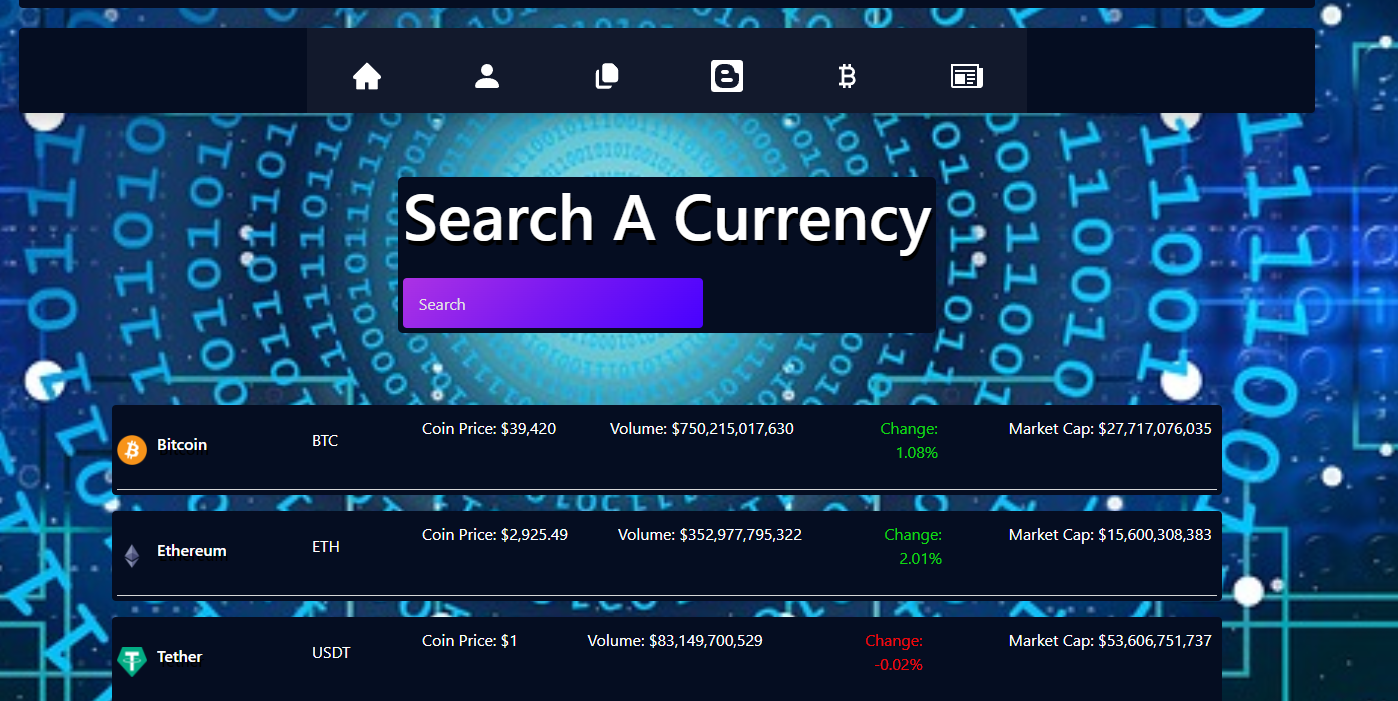 Search A Currency
Search
Bitcoin BTC Coin Price: $39,420 Volume: $750,215,017,630 Change: 1.08% Market Cap: $27,717,076,035
Ethereum ETH Coin Price: $2,925.49 Volume: $352,977,795,322 Change: 2.01% Market Cap: $15,600,308,383
Tether USDT Coin Price: $1 Volume: $83,149,700,529 Change: -0.02% Market Cap: $53,606,751,737